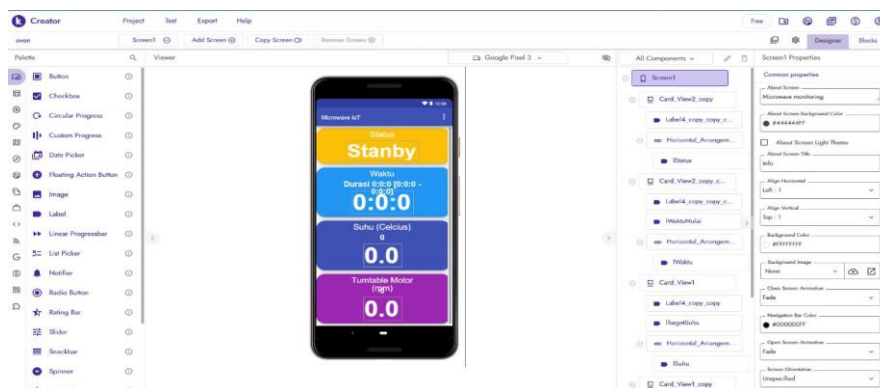 Creator
Project
Test
Export
Help
Free
oven
Screen1
Add Screen
Copy Screen
Remove Screen
Designer
Blocks
Palette
Viewer
Google Pixel 3
All Components
Screen1 Properties
Button
Checkbox
Circular Progress
Custom Progress
Date Picker
Floating Action Button
Image
Label
Linear Progressbar
List Picker
Notifier
Radio Button
Rating Bar
Slider
Snackbar
Spinner
Microwave IoT
Status
Stanby
Waktu
Durasi 0:0:0 [0:0:0 -
0:0:0]
0:0:0
Suhu (Celcius)
0
0.0
Turntable Motor
(rpm)
0.0
Screen1
Card_View2_copy
Label4_copy_copy_c...
Horizontal_Arrangem...
lStatus
Card_View2_copy_c...
Label4_copy_copy_c...
lWaktuMulai
Horizontal_Arrangem...
lWaktu
Card_View1
Label4_copy_copy
lTargetSuhu
Horizontal_Arrangem...
lSuhu
Card_View1_copy
Common properties
About Screen
Microwave monitoring
About Screen Background Color
#444444FF
About Screen Light Theme
About Screen Title
Info
Align Horizontal
Left : 1
Align Vertical
Top : 1
Background Color
#FFFFFFFF
Background Image
None
Close Screen Animation
Fade
Navigation Bar Color
#000000FF
Open Screen Animation
Fade
Screen Orientation
Unspecified